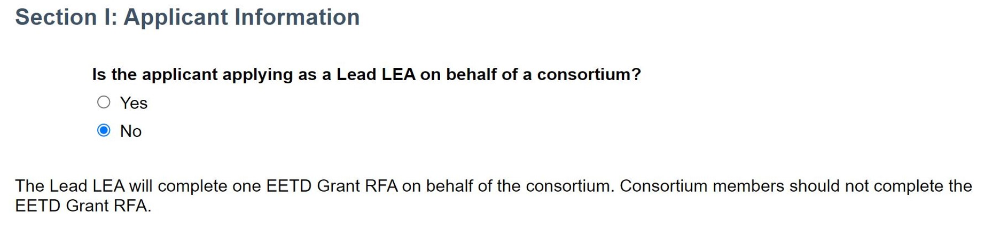 Section I: Applicant Information
Is the applicant applying as a Lead LEA on behalf of a consortium?
Yes
No
The Lead LEA will complete one EETD Grant RFA on behalf of the consortium. Consortium members should not complete the
EETD Grant RFA.